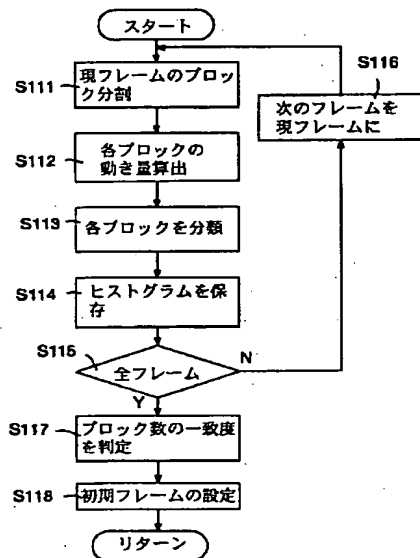 スタート
S111
現フレームのブロッ
ク分割
S116
次のフレームを
現フレームに
S112
各ブロックの
動き量算出
S113
各ブロックを分類
S114
ヒストグラムを保
存
S115
全フレーム
N
Y
S117
ブロック数の一致度
を判定
S118
初期フレームの設定
リターン